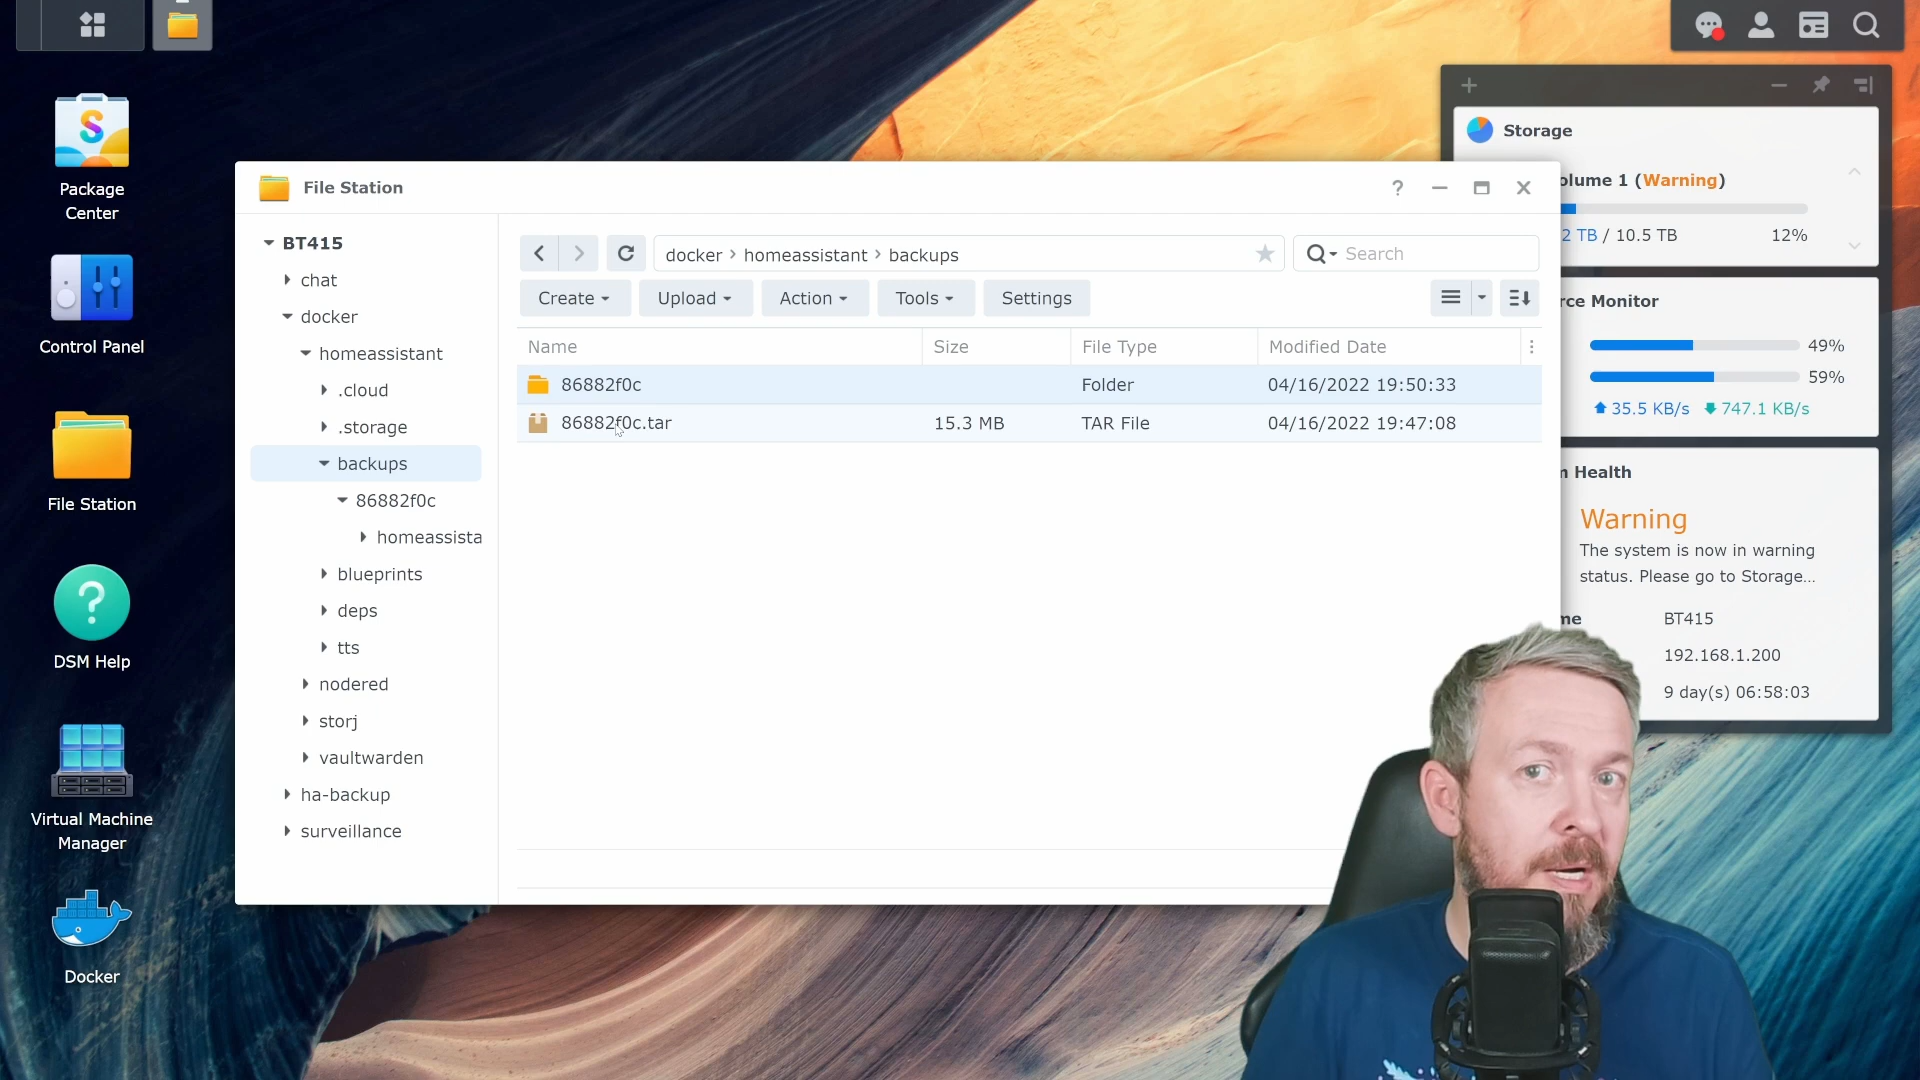 Package
Center
Control Panel
File Station
DSM Help
Virtual Machine
Manager
Docker
File Station
BT415
chat
docker
homeassistant
.cloud
.storage
backups
86882f0c
homeassista
blueprints
deps
tts
nodered
storj
vaultwarden
ha-backup
surveillance
docker › homeassistant › backups
Search
Create
Upload
Action
Tools
Settings
Name Size File Type Modified Date
86882f0c Folder 04/16/2022 19:50:33
86882f0c.tar 15.3 MB TAR File 04/16/2022 19:47:08
Storage
olume 1 (Warning)
2 TB / 10.5 TB 12%
rce Monitor
49%
59%
35.5 KB/s 747.1 KB/s
Health
Warning
The system is now in warning
status. Please go to Storage...
me BT415
192.168.1.200
9 day(s) 06:58:03